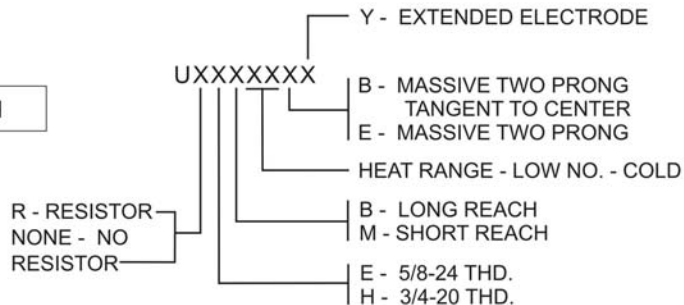 Y - EXTENDED ELECTRODE
UXXXXXXX
B - MASSIVE TWO PRONG
TANGENT TO CENTER
E - MASSIVE TWO PRONG
HEAT RANGE - LOW NO. - COLD
R - RESISTOR
NONE - NO
RESISTOR
B - LONG REACH
M - SHORT REACH
E - 5/8-24 THD.
H - 3/4-20 THD.